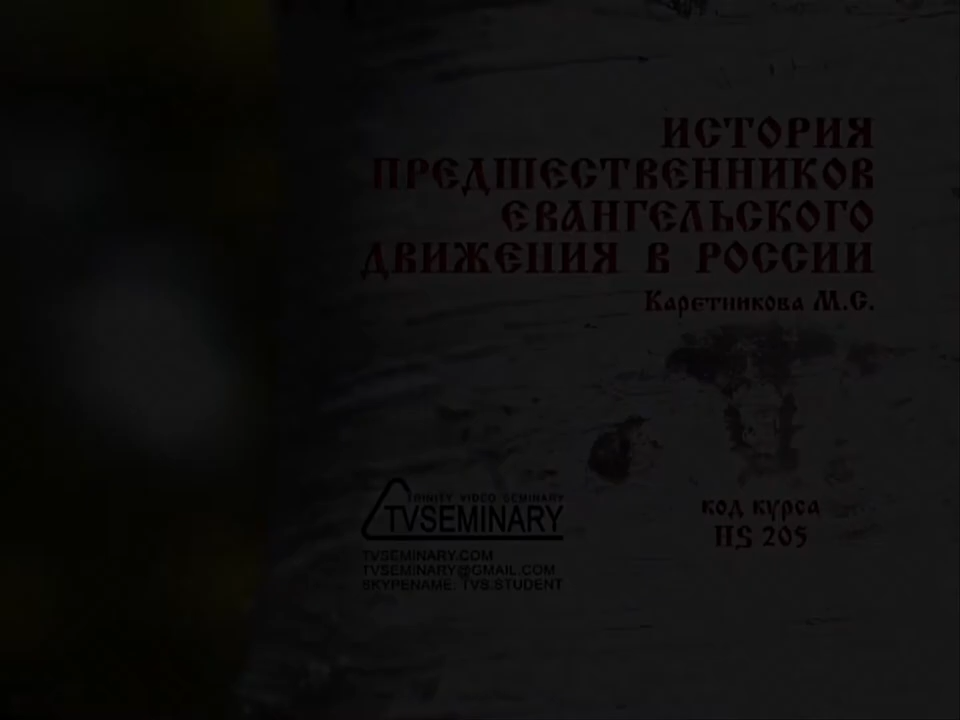 ИСТОРИЯ
ПРЕДШЕСТВЕННИКОВ
ЕВАНГЕЛЬСКОГО
ДВИЖЕНИЯ В РОССИИ
Каретникова М.С.
TRINITY VIDEO SEMINARY
TVSEMINARY
TVSEMINARY.COM
TVSEMINARY@GMAIL.COM
SKYPENAME: TVS.STUDENT
код курса
HS 205